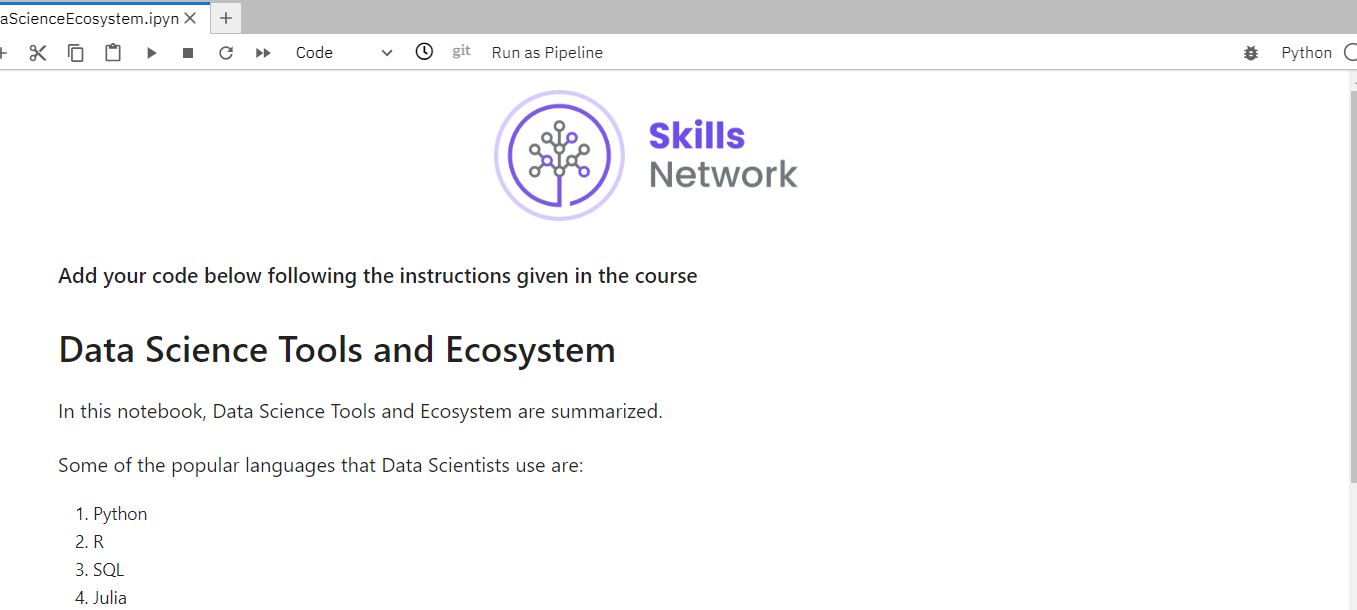 aScienceEcosystem.ipyn
Code git Run as Pipeline Python
Skills
Network
Add your code below following the instructions given in the course
Data Science Tools and Ecosystem
In this notebook, Data Science Tools and Ecosystem are summarized.
Some of the popular languages that Data Scientists use are:
1. Python
2. R
3. SQL
4. Julia